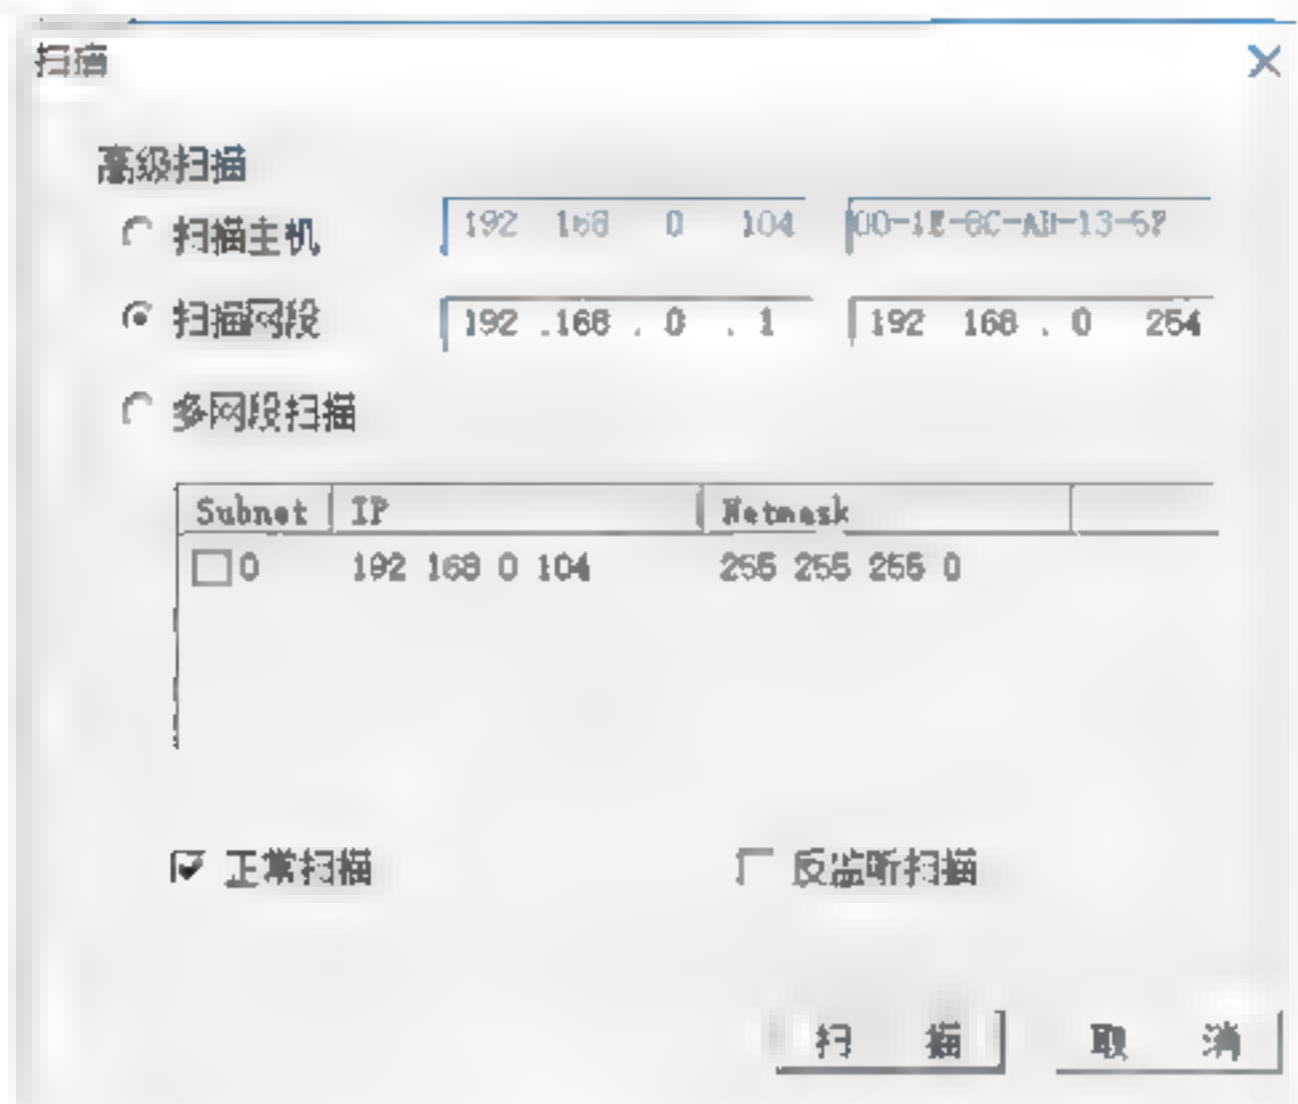 扫描
高级扫描
扫描主机 192 168 0 104
扫描网段 192 .168 . 0 . 1 192 168 . 0 254
多网段扫描
Subnet IP Netmask
0 192 168 0 104 255 255 255 0
正常扫描 反监听扫描
扫 描 取 消